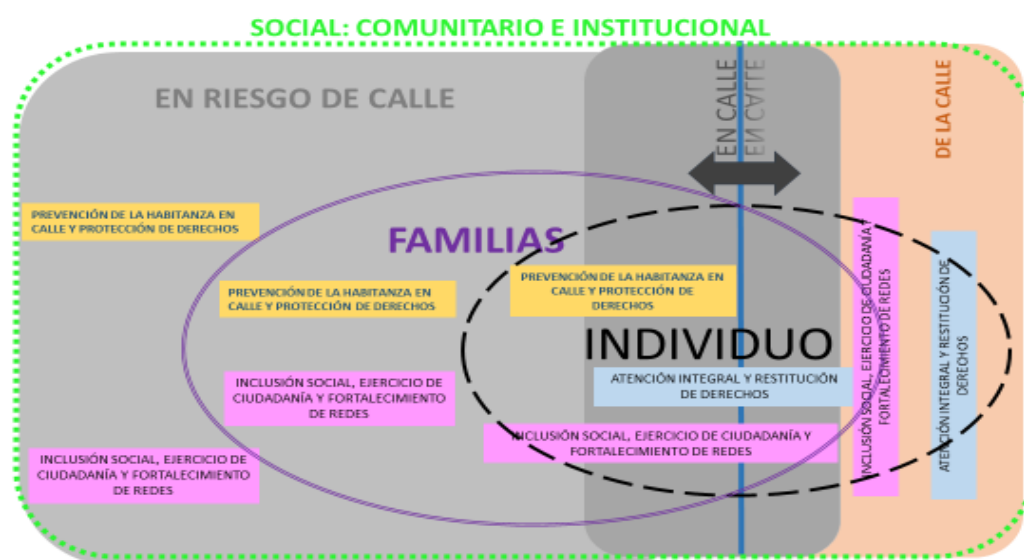 SOCIAL: COMUNITARIO E INSTITUCIONAL
EN RIESGO DE CALLE
EN CALLE
EN CALLE
DE LA CALLE
PREVENCIÓN DE LA HABITANZA EN
CALLE Y PROTECCIÓN DE DERECHOS
FAMILIAS
PREVENCIÓN DE LA HABITANZA EN
CALLE Y PROTECCIÓN DE DERECHOS
PREVENCIÓN DE LA HABITANZA EN
CALLE Y PROTECCIÓN DE
DERECHOS
INDIVIDUO
ATENCIÓN INTEGRAL Y RESTITUCIÓN
DE DERECHOS
INCLUSIÓN SOCIAL, EJERCICIO DE
CIUDADANÍA Y FORTALECIMIENTO
DE REDES
INCLUSIÓN SOCIAL, EJERCICIO DE CIUDADANÍA Y
FORTALECIMIENTO DE REDES
INCLUSIÓN SOCIAL, EJERCICIO DE
CIUDADANÍA Y FORTALECIMIENTO
DE REDES
INCLUSIÓN SOCIAL, EJERCICIO DE CIUDADANÍA Y
FORTALECIMIENTO DE REDES
ATENCIÓN INTEGRAL Y RESTITUCIÓN DE
DERECHOS